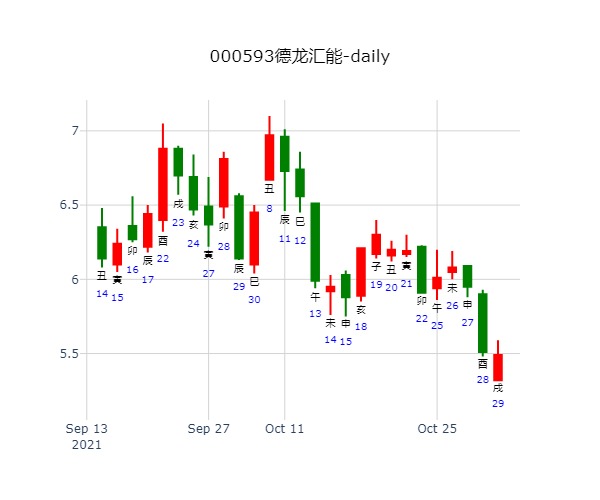 000593德龙汇能-daily
7
6.5
6
5.5
丑 14
寅 15
卯 16
辰 17
酉 22
戌 23
亥 24
寅 27
卯 28
辰 29
巳 30
丑 8
辰 11
巳 12
午 13
未 14
申 15
亥 18
子 19
丑 20
寅 21
卯 22
午 25
未 26
申 27
酉 28
戌 29
Sep 13 Sep 27 Oct 11 Oct 25
2021